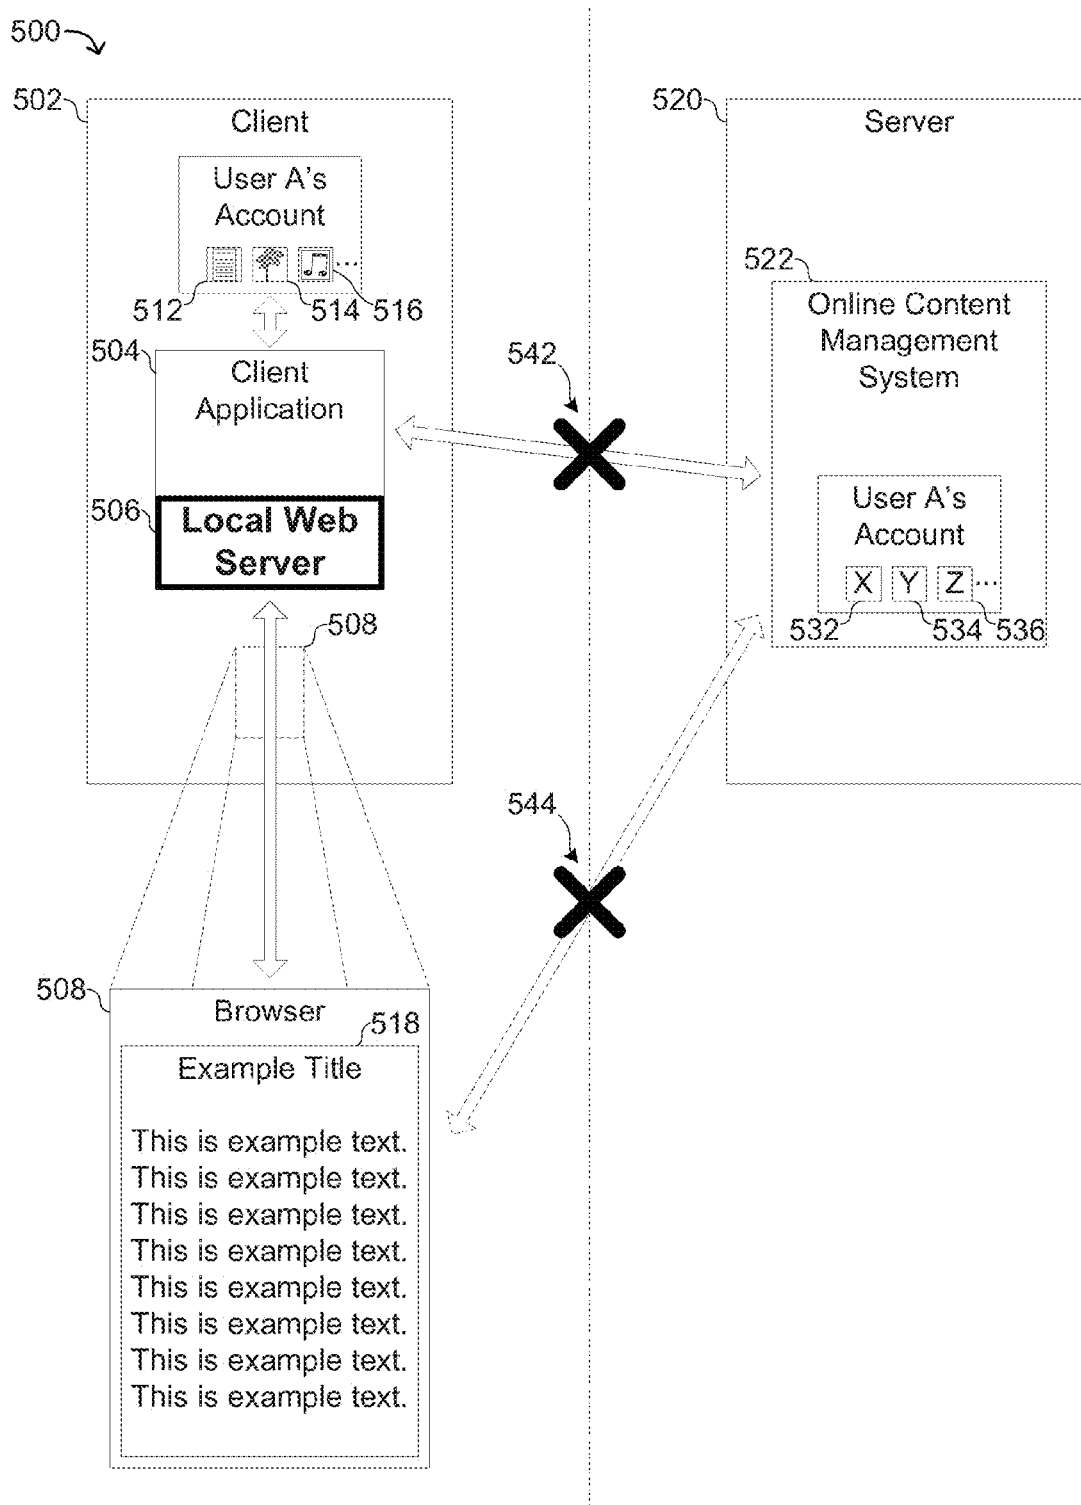 500
502
Client
User A's
Account
...
512
514
516
504
Client
Application
506
Local Web
Server
508
542
544
520
Server
522
Online Content
Management
System
User A's
Account
X Y Z ...
532
534
536
508
Browser
518
Example Title
This is example text.
This is example text.
This is example text.
This is example text.
This is example text.
This is example text.
This is example text.
This is example text.